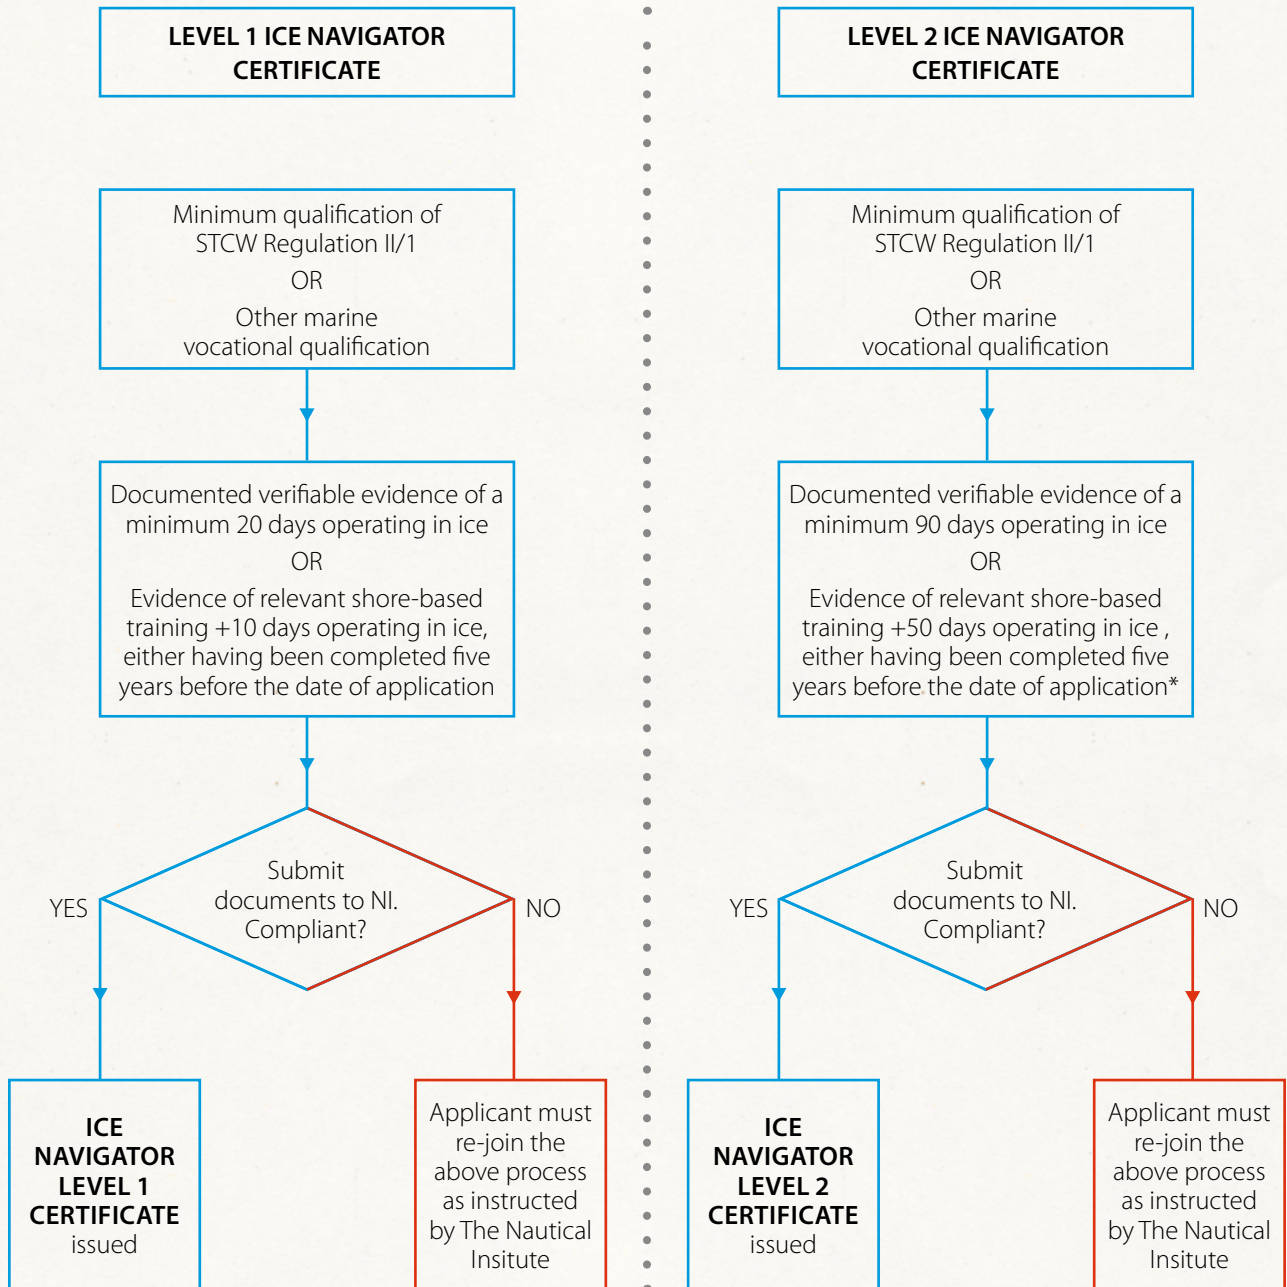 LEVEL 1 ICE NAVIGATOR
CERTIFICATE
Minimum qualification of
STCW Regulation II/1
OR
Other marine
vocational qualification
Documented verifiable evidence of a
minimum 20 days operating in ice
OR
Evidence of relevant shore-based
training +10 days operating in ice,
either having been completed five
years before the date of application
Submit
documents to NI.
Compliant?
YES
NO
ICE
NAVIGATOR
LEVEL 1
CERTIFICATE
issued
Applicant must
re-join the
above process
as instructed
by The Nautical
Insitute
LEVEL 2 ICE NAVIGATOR
CERTIFICATE
Minimum qualification of
STCW Regulation II/1
OR
Other marine
vocational qualification
Documented verifiable evidence of a
minimum 90 days operating in ice
OR
Evidence of relevant shore-based
training +50 days operating in ice ,
either having been completed five
years before the date of application*
Submit
documents to NI.
Compliant?
YES
NO
ICE
NAVIGATOR
LEVEL 2
CERTIFICATE
issued
Applicant must
re-join the
above process
as instructed
by The Nautical
Insitute